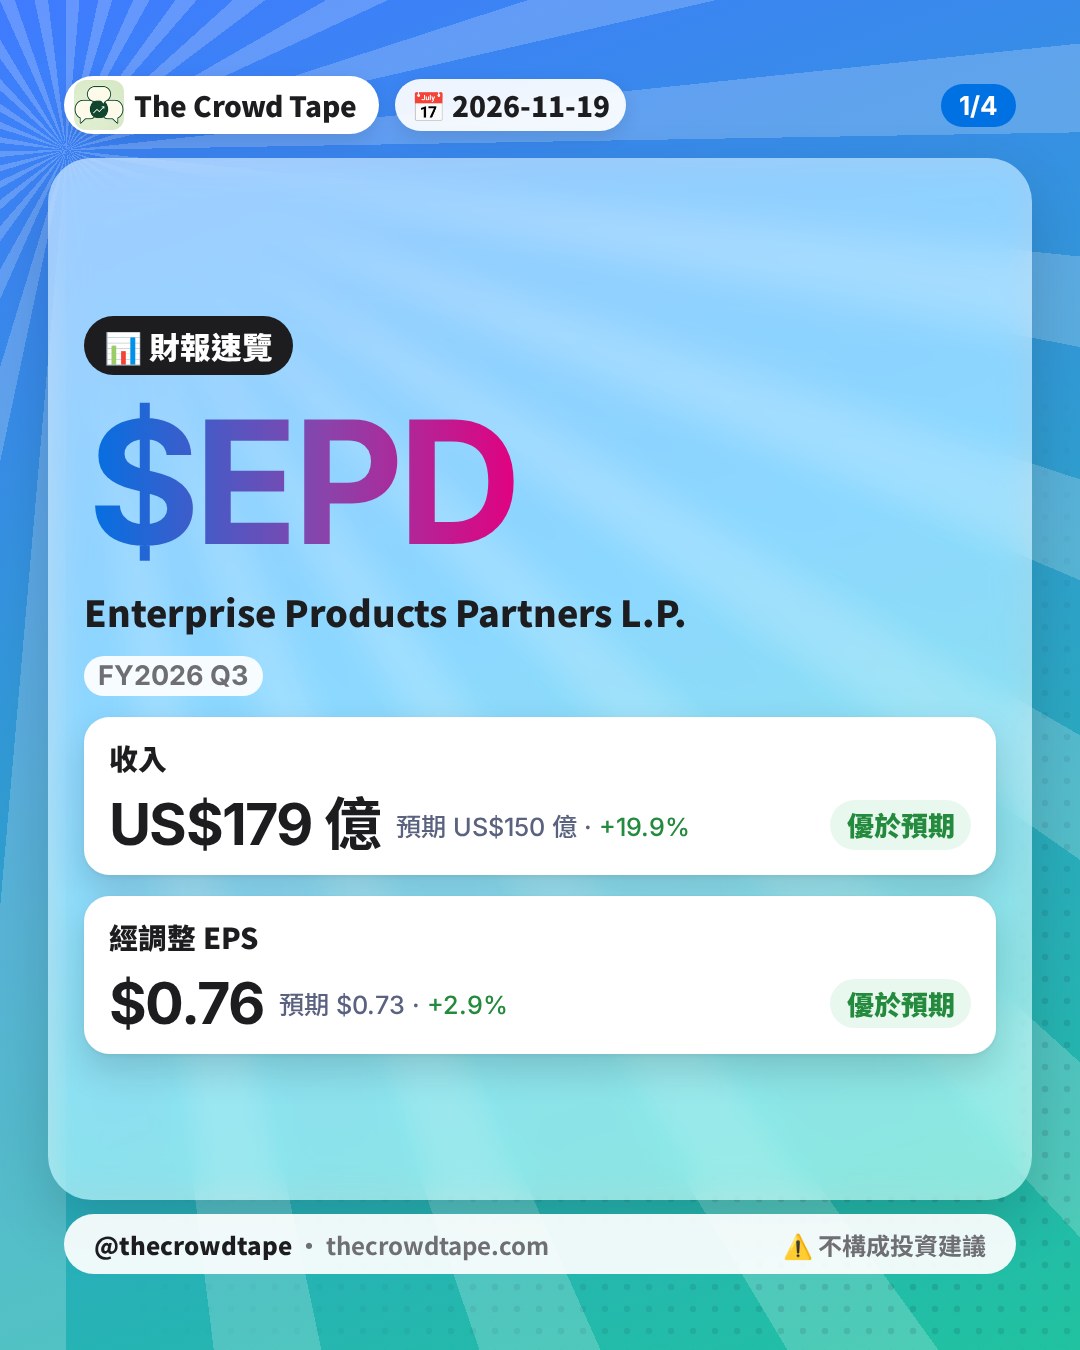 The Crowd Tape
2026-11-19
1/4
財報速覽
$EPD
Enterprise Products Partners L.P.
FY2026 Q3
收入
US$179 億 預期 US$150 億 · +19.9% 優於預期
經調整 EPS
$0.76 預期 $0.73 · +2.9% 優於預期
@thecrowdtape • thecrowdtape.com
⚠️ 不構成投資建議